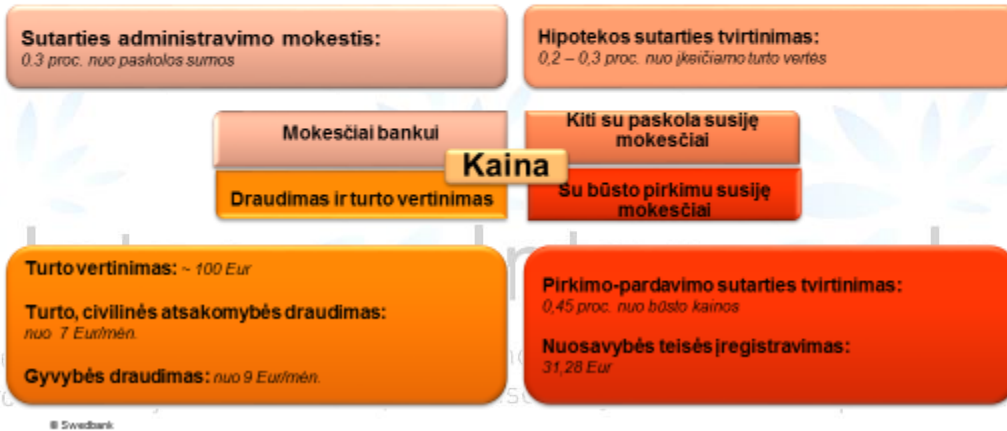 Sutarties administravimo mokestis:
0.3 proc. nuo paskolos sumos
Hipotekos sutarties tvirtinimas:
0,2 – 0,3 proc. nuo įkeičiamo turto vertės
Mokesčiai bankui
Kiti su paskola susiję
mokesčiai
Kaina
Draudimas ir turto vertinimas
Su būsto pirkimu susiję
mokesčiai
Turto vertinimas: ~ 100 Eur
Turto, civilinės atsakomybės draudimas:
nuo 7 Eur/mėn.
Gyvybės draudimas: nuo 9 Eur/mėn.
Pirkimo-pardavimo sutarties tvirtinimas:
0,45 proc. nuo būsto kainos
Nuosavybės teisės įregistravimas:
31,28 Eur
© Swedbank